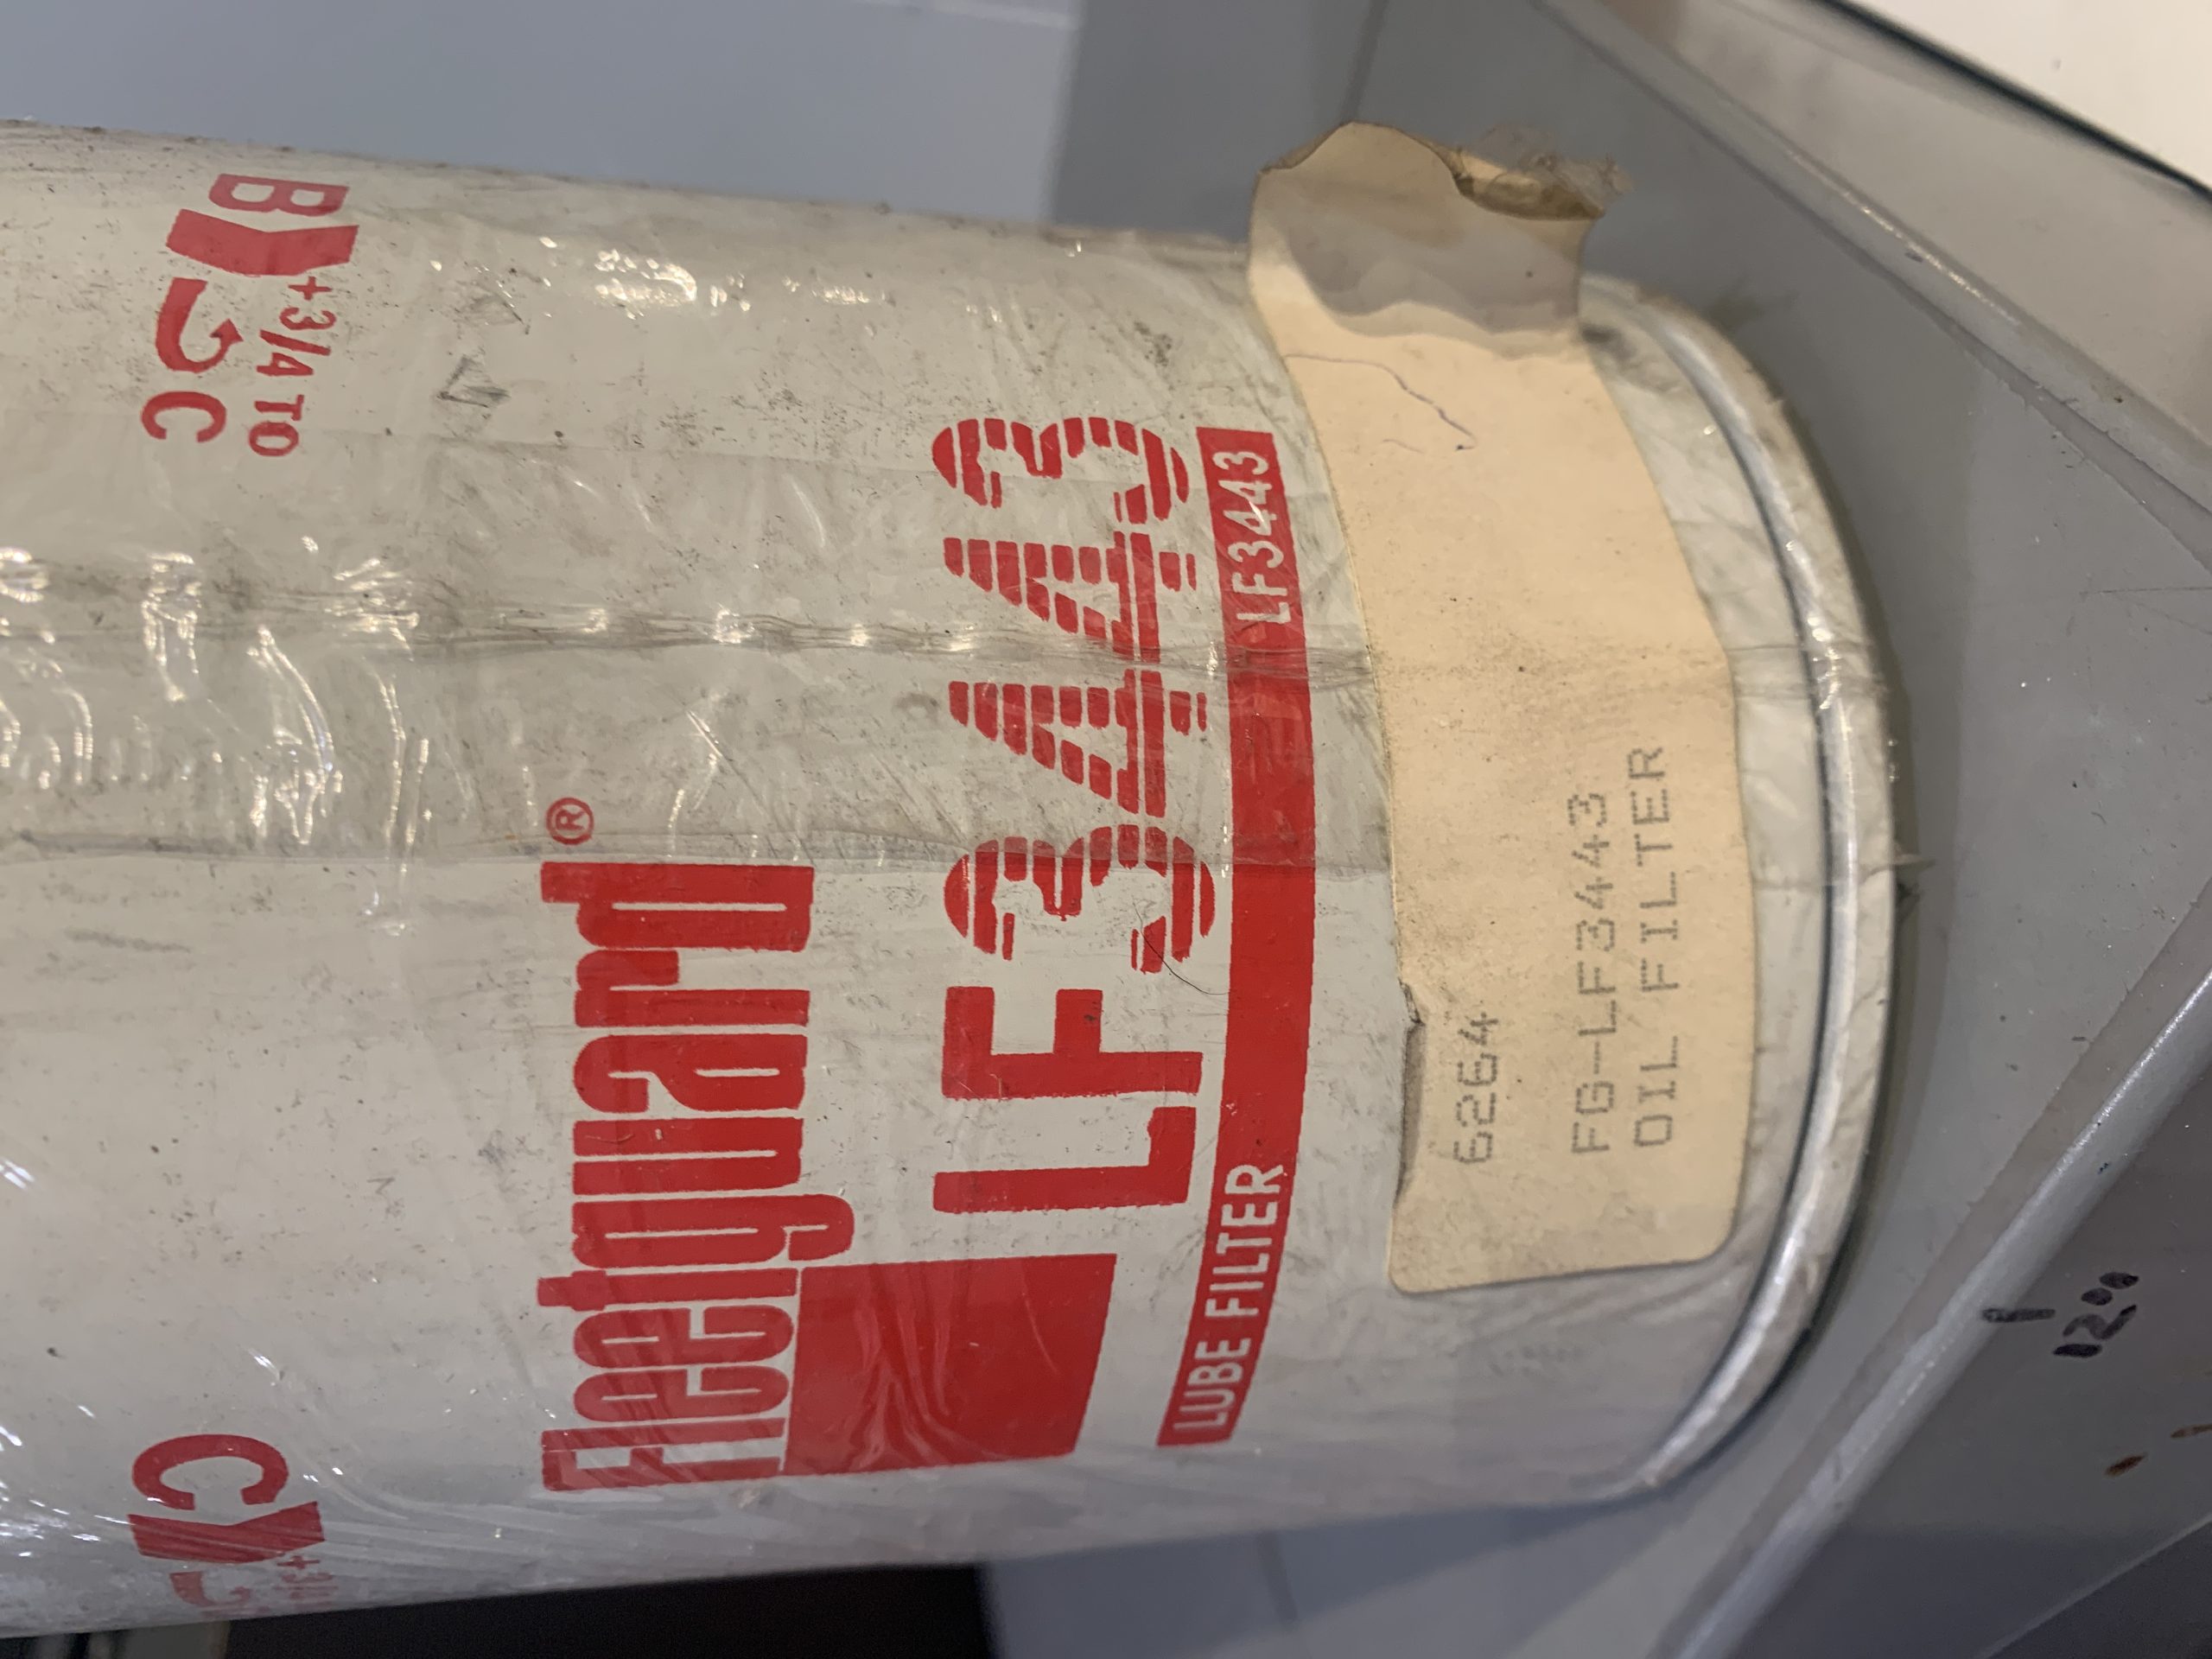 B
+3/4 TO
C
Fleetguard®
LF3443
LUBE FILTER LF3443
6264
FG-LF3443
OIL FILTER
C